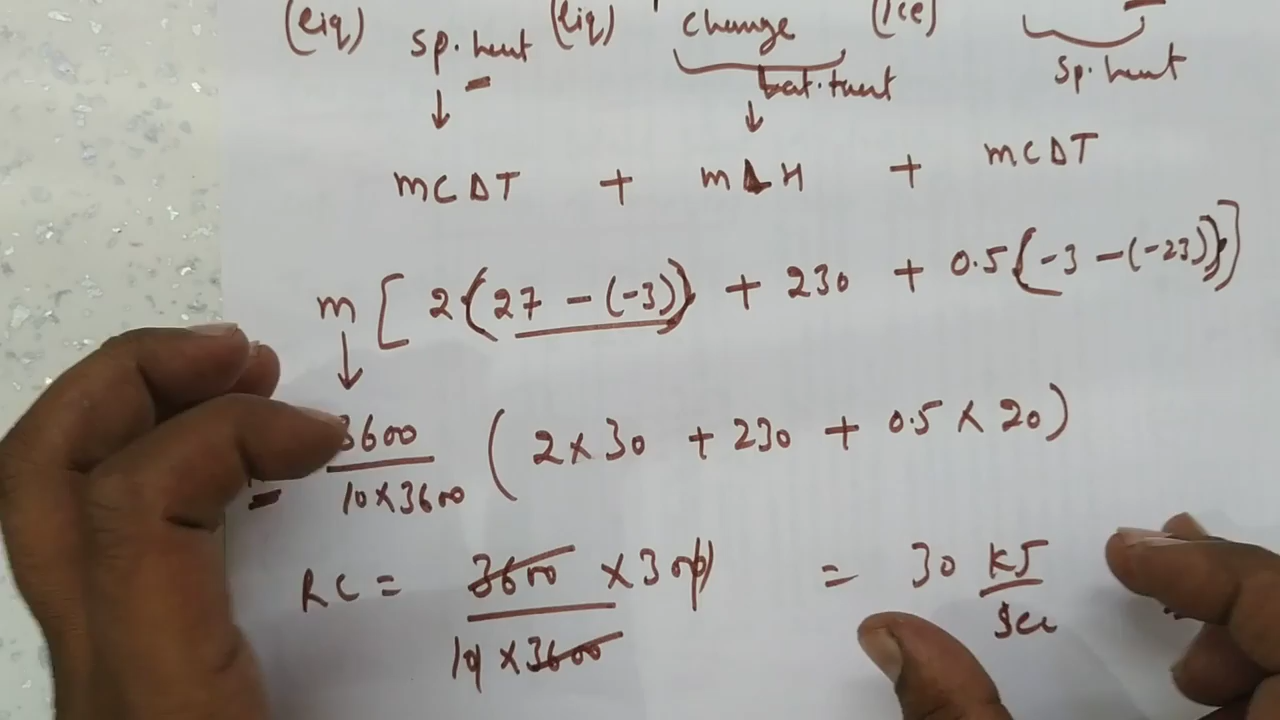 (liq) sp.heat (liq) change (Ice)
Lat.heat sp.heat
↓ ↓
mCΔT + mΔH + mCΔT
m [ 2{27 - (-3)} + 230 + 0.5{-3 -(-23)}]
↓
3600/10×3600 (2×30 + 230 + 0.5×20)
RC = 3600 × 300/10 × 3600 = 30 KJ/sec